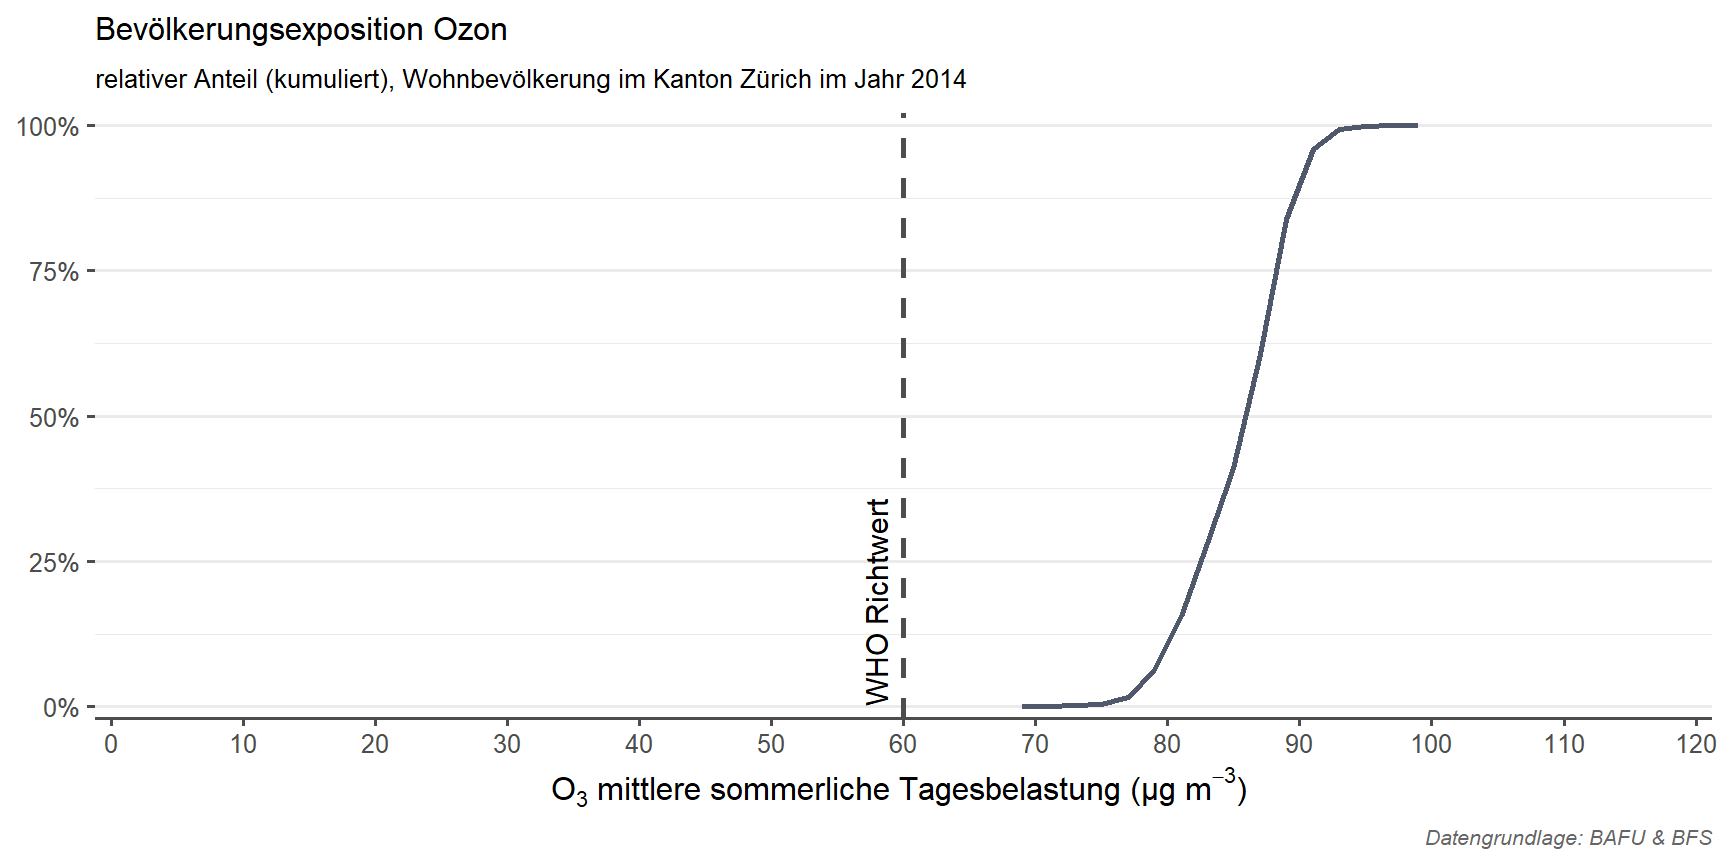 Bevölkerungsexposition Ozon
relativer Anteil (kumuliert), Wohnbevölkerung im Kanton Zürich im Jahr 2014
100%
75%
50%
25%
0%
WHO Richtwert
0 10 20 30 40 50 60 70 80 90 100 110 120
O₃ mittlere sommerliche Tagesbelastung (µg m⁻³)
Datengrundlage: BAFU & BFS